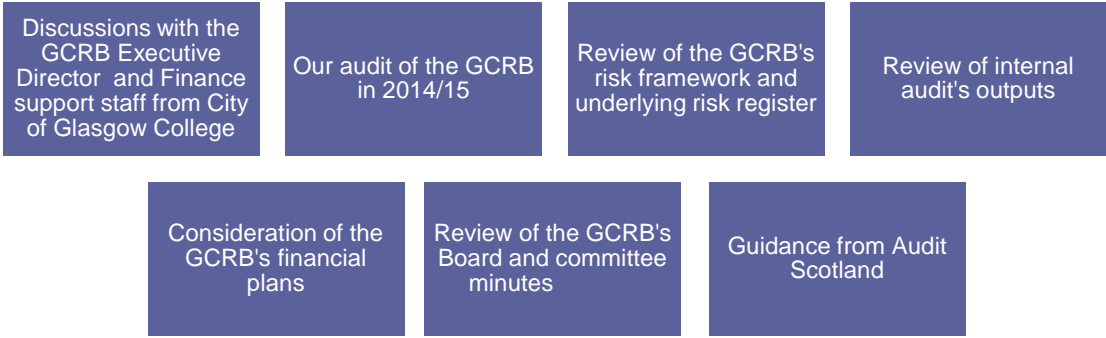 Discussions with the
GCRB Executive
Director and Finance
support staff from City
of Glasgow College
Our audit of the GCRB
in 2014/15
Review of the GCRB's
risk framework and
underlying risk register
Review of internal
audit's outputs
Consideration of the
GCRB's financial
plans
Review of the GCRB's
Board and committee
minutes
Guidance from Audit
Scotland